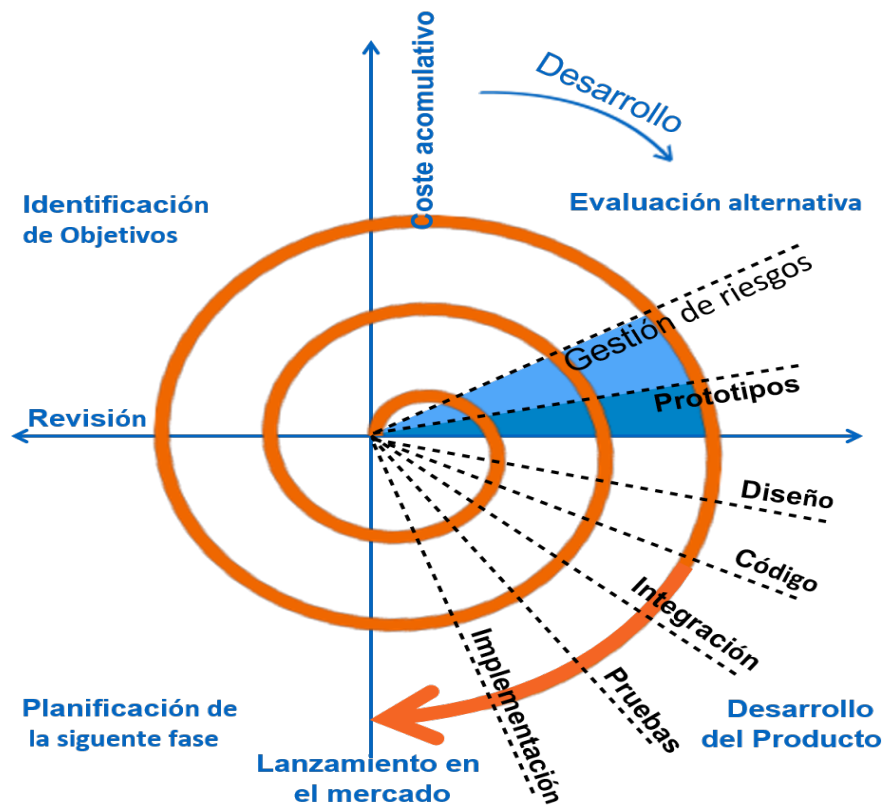 Coste acomulativo
Desarrollo
Identificación
de Objetivos
Evaluación alternativa
Gestión de riesgos
Prototipos
Revisión
Diseño
Código
Integración
Pruebas
Implementación
Planificación de
la siguente fase
Lanzamiento en
el mercado
Desarrollo
del Producto